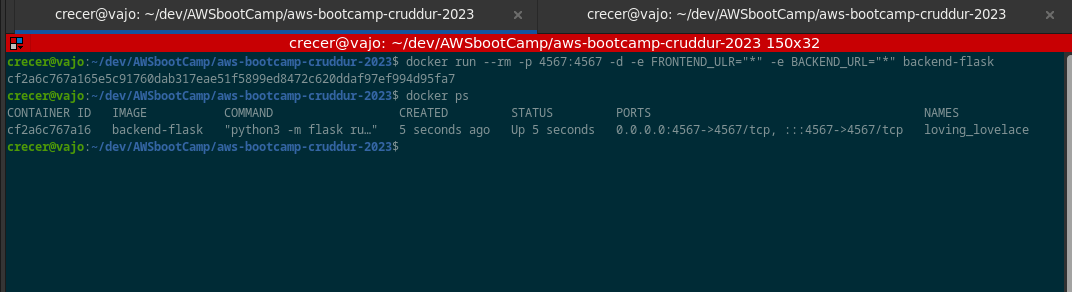 crecer@vajo: ~/dev/AWSbootCamp/aws-bootcamp-cruddur-2023 × crecer@vajo: ~/dev/AWSbootCamp/aws-bootcamp-cruddur-2023 ×
crecer@vajo: ~/dev/AWSbootCamp/aws-bootcamp-cruddur-2023 150x32
crecer@vajo:~/dev/AWSbootCamp/aws-bootcamp-cruddur-2023$ docker run --rm -p 4567:4567 -d -e FRONTEND_ULR="*" -e BACKEND_URL="*" backend-flask
cf2a6c767a165e5c91760dab317eae51f5899ed8472c620ddaf97ef994d95fa7
crecer@vajo:~/dev/AWSbootCamp/aws-bootcamp-cruddur-2023$ docker ps
CONTAINER ID IMAGE COMMAND CREATED STATUS PORTS NAMES
cf2a6c767a16 backend-flask "python3 -m flask ru…" 5 seconds ago Up 5 seconds 0.0.0.0:4567->4567/tcp, :::4567->4567/tcp loving_lovelace
crecer@vajo:~/dev/AWSbootCamp/aws-bootcamp-cruddur-2023$